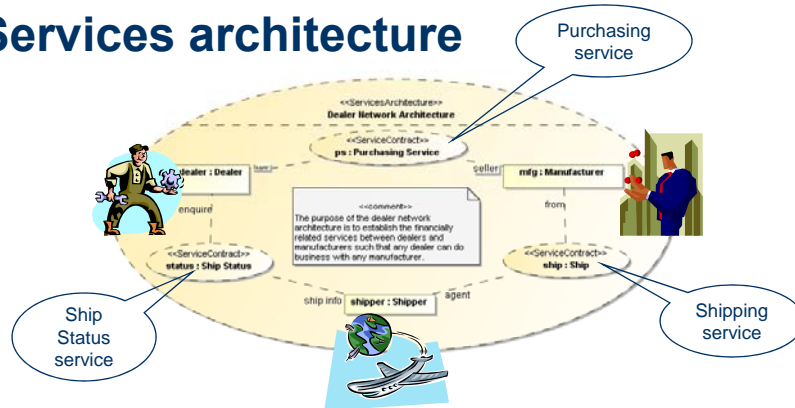 Services architecture
Purchasing
service
<<ServicesArchitecture>>
Dealer Network Architecture
<<ServiceContract>>
ps : Purchasing Service
dealer : Dealer
seller
mfg : Manufacturer
enquire
<<comment>>
The purpose of the dealer network
architecture is to establish the financially
related services between dealers and
manufacturers such that any dealer can do
business with any manufacturer.
from
<<ServiceContract>>
status : Ship Status
<<ServiceContract>>
ship : Ship
ship info
shipper : Shipper
agent
Ship
Status
service
Shipping
service